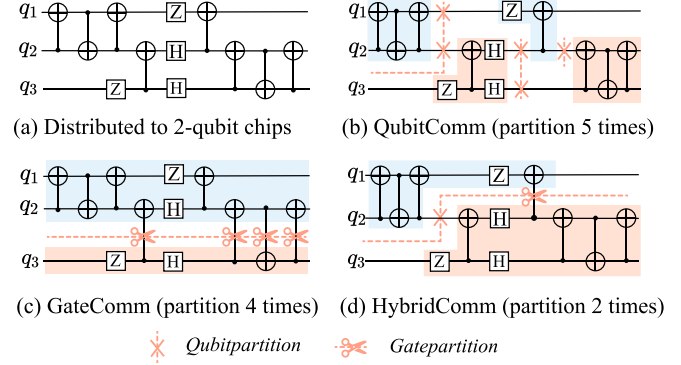 q1 Z
q2 H
q3 Z H
(a) Distributed to 2-qubit chips
q1 Z
q2 H
q3 Z H
(b) QubitComm (partition 5 times)
q1 Z
q2 H
q3 Z H
(c) GateComm (partition 4 times)
q1 Z
q2 H
q3 Z H
(d) HybridComm (partition 2 times)
Qubitpartition
Gatepartition